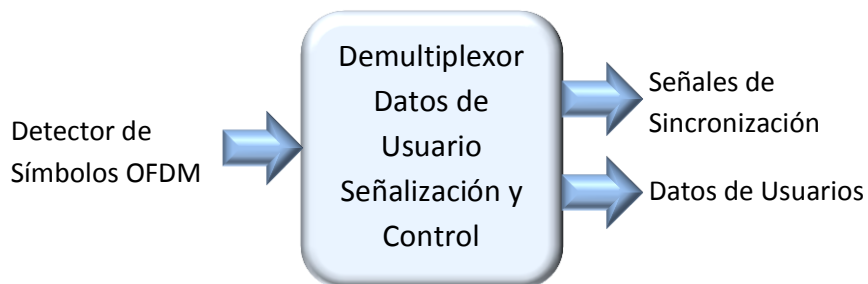 Detector de
Símbolos OFDM
Demultiplexor
Datos de
Usuario
Señalización y
Control
Señales de
Sincronización
Datos de Usuarios